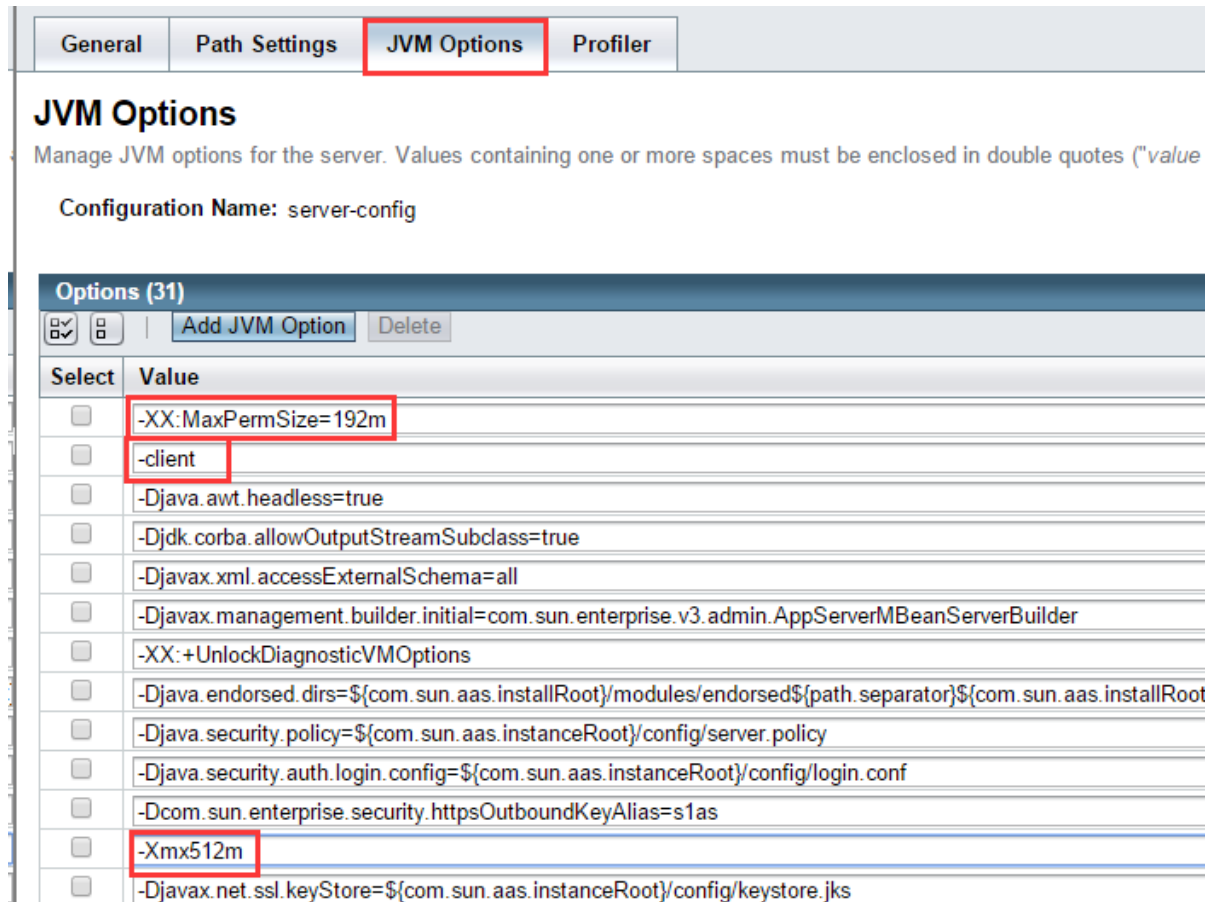 General Path Settings JVM Options Profiler
JVM Options
Manage JVM options for the server. Values containing one or more spaces must be enclosed in double quotes ("value
Configuration Name: server-config
Options (31)
Add JVM Option Delete
Select Value
-XX:MaxPermSize=192m
-client
-Djava.awt.headless=true
-Djdk.corba.allowOutputStreamSubclass=true
-Djavax.xml.accessExternalSchema=all
-Djavax.management.builder.initial=com.sun.enterprise.v3.admin.AppServerMBeanServerBuilder
-XX:+UnlockDiagnosticVMOptions
-Djava.endorsed.dirs=${com.sun.aas.installRoot}/modules/endorsed${path.separator}${com.sun.aas.installRoot
-Djava.security.policy=${com.sun.aas.instanceRoot}/config/server.policy
-Djava.security.auth.login.config=${com.sun.aas.instanceRoot}/config/login.conf
-Dcom.sun.enterprise.security.httpsOutboundKeyAlias=s1as
-Xmx512m
-Djavax.net.ssl.keyStore=${com.sun.aas.instanceRoot}/config/keystore.jks